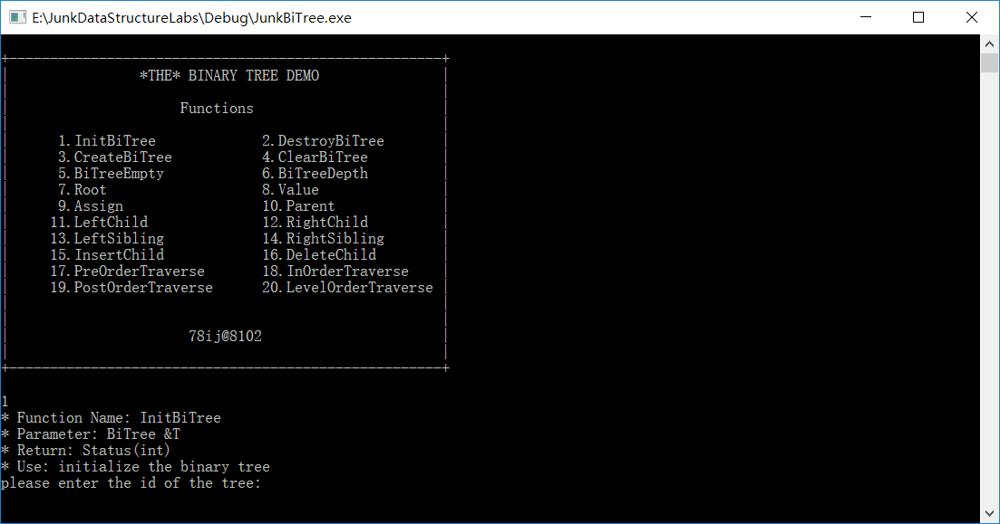 E:\JunkDataStructureLabs\Debug\JunkBiTree.exe
*THE* BINARY TREE DEMO
Functions
1.InitBiTree 2.DestroyBiTree
3.CreateBiTree 4.ClearBiTree
5.BiTreeEmpty 6.BiTreeDepth
7.Root 8.Value
9.Assign 10.Parent
11.LeftChild 12.RightChild
13.LeftSibling 14.RightSibling
15.InsertChild 16.DeleteChild
17.PreOrderTraverse 18.InOrderTraverse
19.PostOrderTraverse 20.LevelOrderTraverse
78ij@8102
1
* Function Name: InitBiTree
* Parameter: BiTree &T
* Return: Status(int)
* Use: initialize the binary tree
please enter the id of the tree: